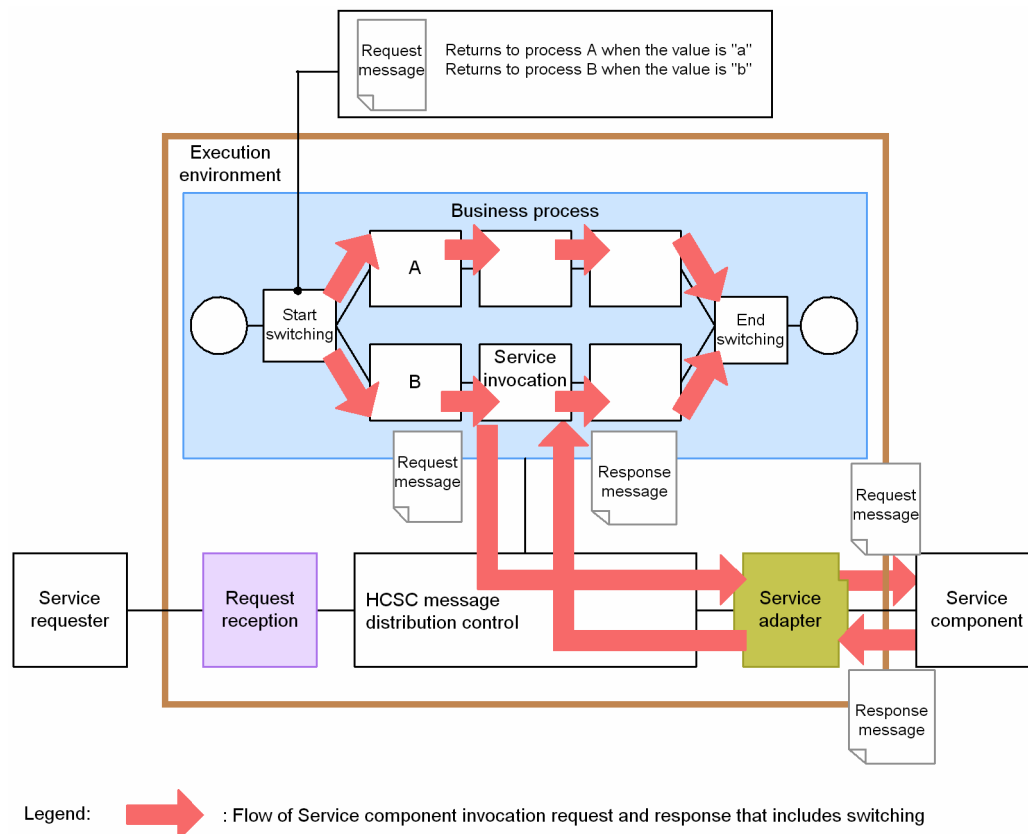 Request
message
Returns to process A when the value is "a"
Returns to process B when the value is "b"
Execution
environment
Business process
A
Start
switching
End
switching
B
Service
invocation
Request
message
Response
message
Request
message
Service
requester
Request
reception
HCSC message
distribution control
Service
adapter
Service
component
Response
message
Legend:
: Flow of Service component invocation request and response that includes switching